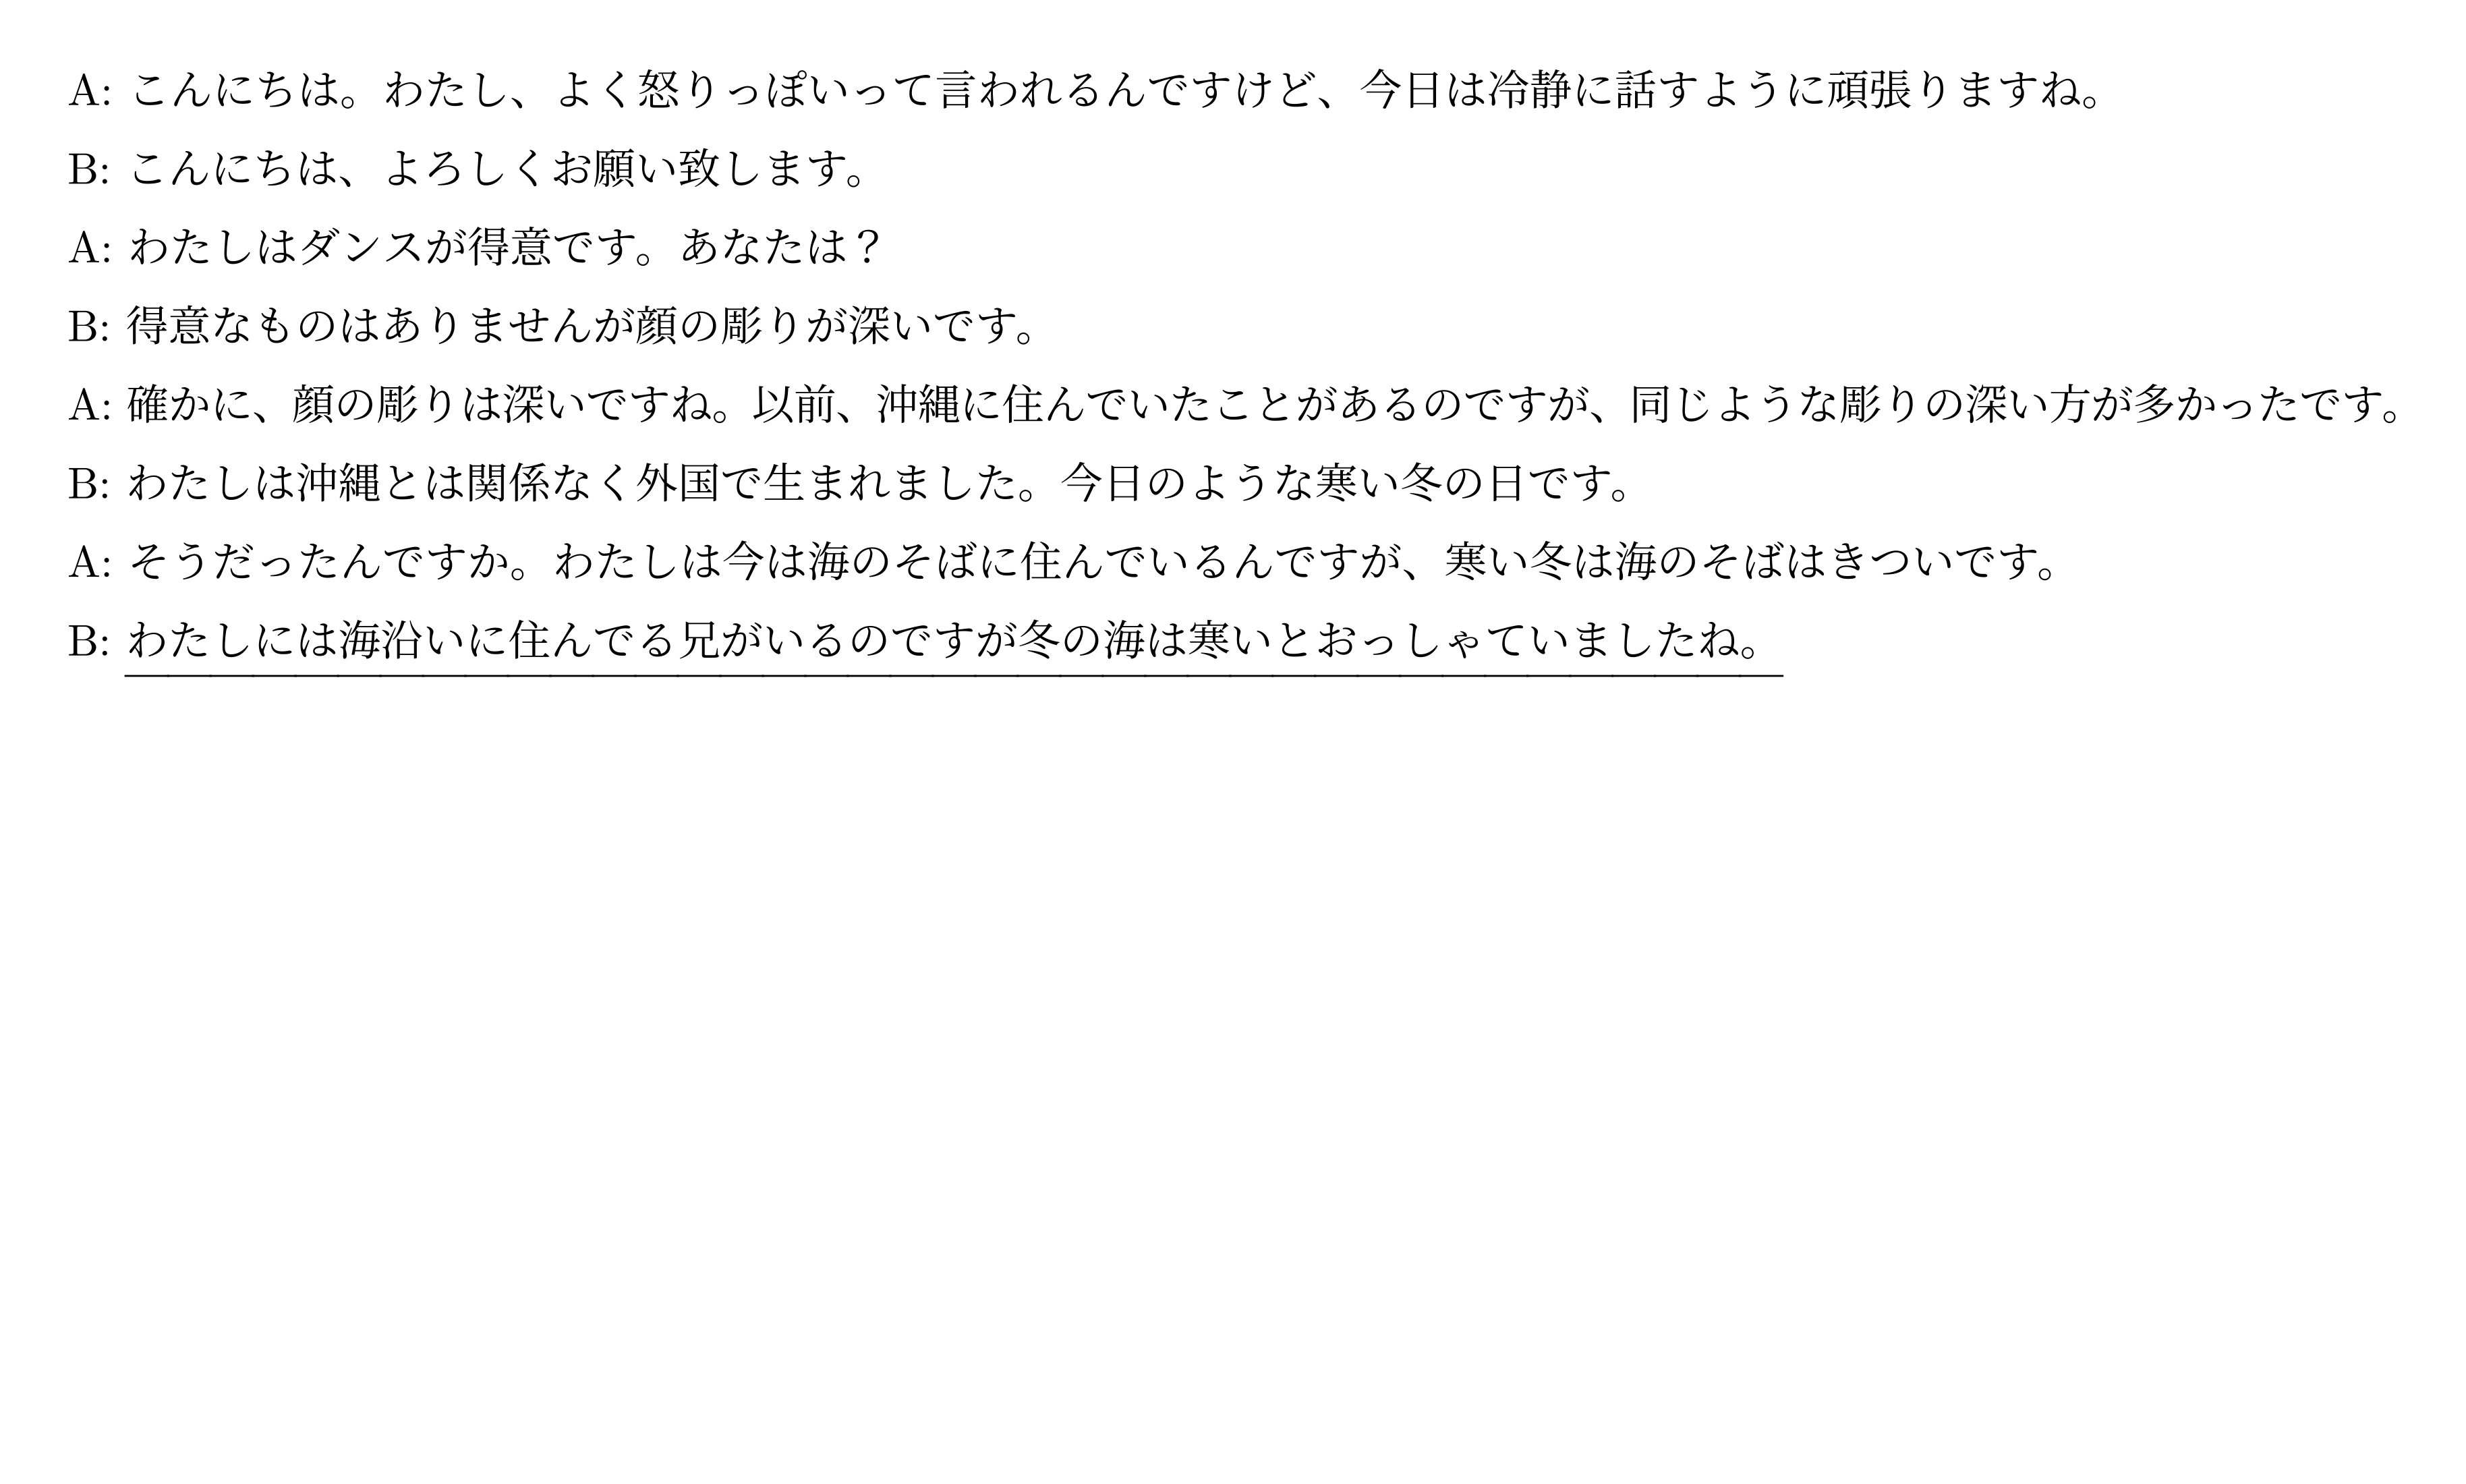 A: こんにちは。わたし、よく怒りっぽいって言われるんですけど、今日は冷静に話すように頑張りますね。
B: こんにちは、よろしくお願い致します。
A: わたしはダンスが得意です。あなたは？
B: 得意なものはありませんが顔の彫りが深いです。
A: 確かに、顔の彫りは深いですね。以前、沖縄に住んでいたことがあるのですが、同じような彫りの深い方が多かったです。
B: わたしは沖縄とは関係なく外国で生まれました。今日のような寒い冬の日です。
A: そうだったんですか。わたしは今は海のそばに住んでいるんですが、寒い冬は海のそばはきついです。
B: わたしには海沿いに住んでる兄がいるのですが冬の海は寒いとおっしゃていましたね。